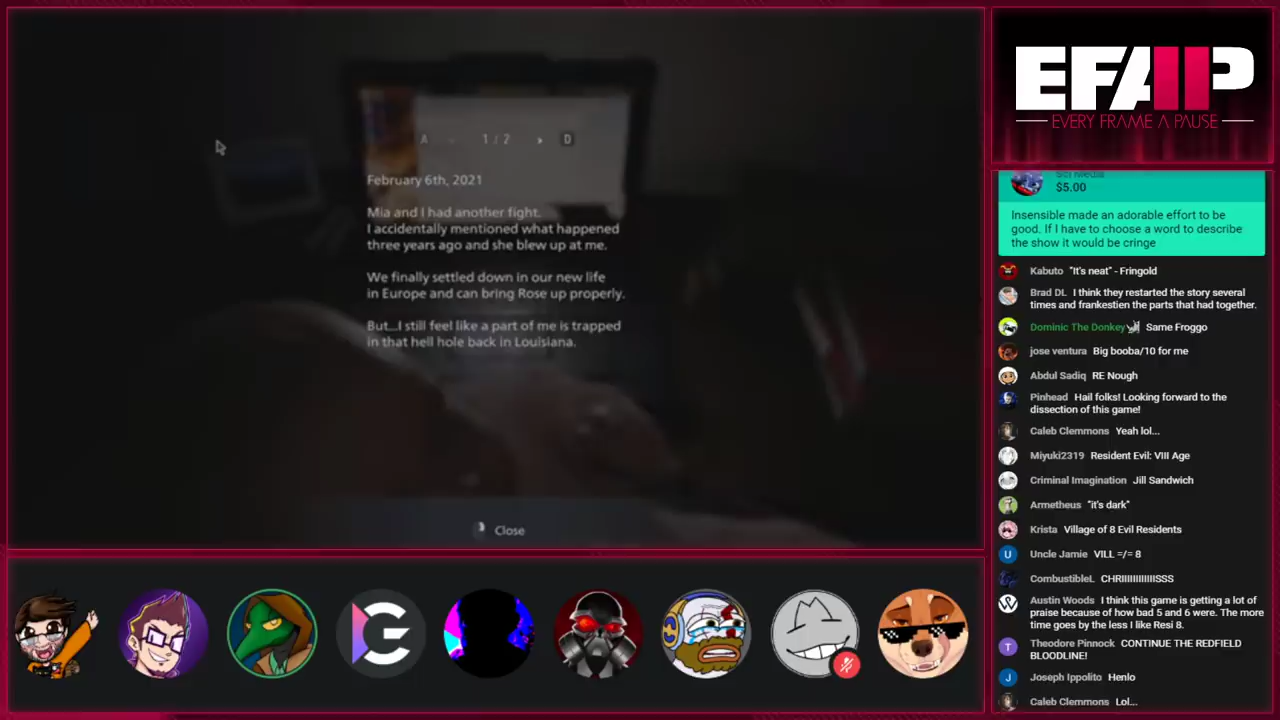 A 1 / 2 D
February 6th, 2021
Mia and I had another fight.
I accidentally mentioned what happened
three years ago and she blew up at me.
We finally settled down in our new life
in Europe and can bring Rose up properly.
But...I still feel like a part of me is trapped
in that hell hole back in Louisiana.
Close
EFAP
EVERY FRAME A PAUSE
$5.00
Insensible made an adorable effort to be
good. If I have to choose a word to describe
the show it would be cringe
Kabuto "It's neat" - Fringold
Brad DL I think they restarted the story several
times and frankestien the parts that had together.
Dominic The Donkey Same Froggo
jose ventura Big booba/10 for me
Abdul Sadiq RE Nough
Pinhead Hail folks! Looking forward to the
dissection of this game!
Caleb Clemmons Yeah lol...
Miyuki2319 Resident Evil: VIII Age
Criminal Imagination Jill Sandwich
Armetheus "it's dark"
Krista Village of 8 Evil Residents
U Uncle Jamie VILL =/= 8
CombustibleL CHRIIIIIIIIIIIISSS
W Austin Woods I think this game is getting a lot of
praise because of how bad 5 and 6 were. The more
time goes by the less I like Resi 8.
T Theodore Pinnock CONTINUE THE REDFIELD
BLOODLINE!
J Joseph Ippolito Henlo
Caleb Clemmons Lol...